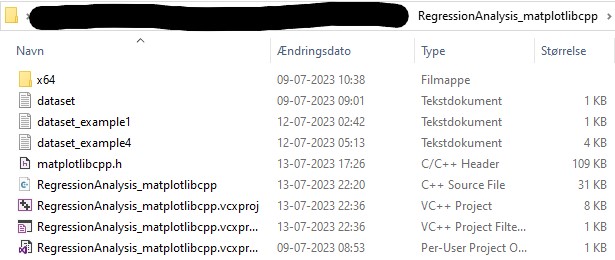 RegressionAnalysis_matplotlibcpp
Navn Ændringsdato Type Størrelse
x64 09-07-2023 10:38 Filmappe
dataset 09-07-2023 09:01 Tekstdokument 1 KB
dataset_example1 12-07-2023 02:42 Tekstdokument 1 KB
dataset_example4 12-07-2023 05:13 Tekstdokument 4 KB
matplotlibcpp.h 13-07-2023 17:26 C/C++ Header 109 KB
RegressionAnalysis_matplotlibcpp 13-07-2023 22:20 C++ Source File 31 KB
RegressionAnalysis_matplotlibcpp.vcxproj 13-07-2023 22:36 VC++ Project 8 KB
RegressionAnalysis_matplotlibcpp.vcxpr... 13-07-2023 22:36 VC++ Project Filte... 1 KB
RegressionAnalysis_matplotlibcpp.vcxpr... 09-07-2023 08:53 Per-User Project O... 1 KB